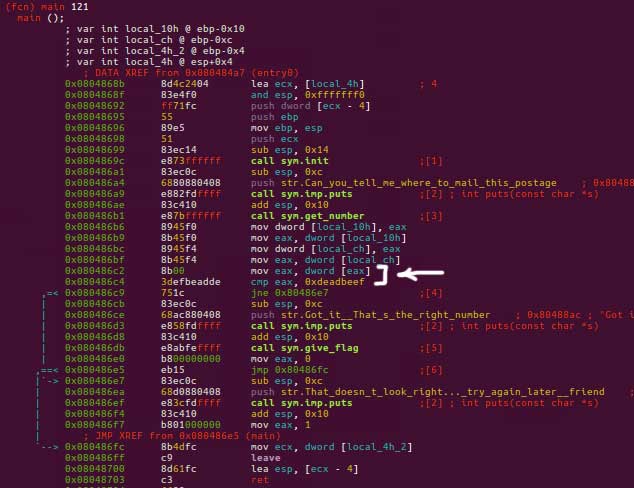 (fcn) main 121
main ();
; var int local_10h @ ebp-0x10
; var int local_ch @ ebp-0xc
; var int local_4h_2 @ ebp-0x4
; var int local_4h @ esp+0x4
; DATA XREF from 0x080484a7 (entry0)
0x0804868b 8d4c2404 lea ecx, [local_4h] ; 4
0x0804868f 83e4f0 and esp, 0xfffffff0
0x08048692 ff71fc push dword [ecx - 4]
0x08048695 55 push ebp
0x08048696 89e5 mov ebp, esp
0x08048698 51 push ecx
0x08048699 83ec14 sub esp, 0x14
0x0804869c e873ffffff call sym.init ;[1]
0x080486a1 83ec0c sub esp, 0xc
0x080486a4 6880880408 push str.Can_you_tell_me_where_to_mail_this_postage ; 0x0804
0x080486a9 e882fdffff call sym.imp.puts ;[2] ; int puts(const char *s)
0x080486ae 83c410 add esp, 0x10
0x080486b1 e87bffffff call sym.get_number ;[3]
0x080486b6 8945f0 mov dword [local_10h], eax
0x080486b9 8b45f0 mov eax, dword [local_10h]
0x080486bc 8945f4 mov dword [local_ch], eax
0x080486bf 8b45f4 mov eax, dword [local_ch]
0x080486c2 8b00 mov eax, dword [eax]
0x080486c4 3defbeadde cmp eax, 0xdeadbeef
,=< 0x080486c9 751c jne 0x80486e7 ;[4]
| 0x080486cb 83ec0c sub esp, 0xc
| 0x080486ce 68ac880408 push str.Got_it__That_s_the_right_number ; 0x80488ac ; "Got i
| 0x080486d3 e858fdffff call sym.imp.puts ;[2] ; int puts(const char *s)
| 0x080486d8 83c410 add esp, 0x10
| 0x080486db e8abfeffff call sym.give_flag ;[5]
| 0x080486e0 b800000000 mov eax, 0
,==< 0x080486e5 eb15 jmp 0x80486fc ;[6]
|`-> 0x080486e7 83ec0c sub esp, 0xc
| 0x080486ea 68d0880408 push str.That_doesn_t_look_right..._try_again_later__friend ;
| 0x080486ef e83cfdffff call sym.imp.puts ;[2] ; int puts(const char *s)
| 0x080486f4 83c410 add esp, 0x10
| 0x080486f7 b801000000 mov eax, 1
| ; JMP XREF from 0x080486e5 (main)
`--> 0x080486fc 8b4dfc mov ecx, dword [local_4h_2]
0x080486ff c9 leave
0x08048700 8d61fc lea esp, [ecx - 4]
0x08048703 c3 ret